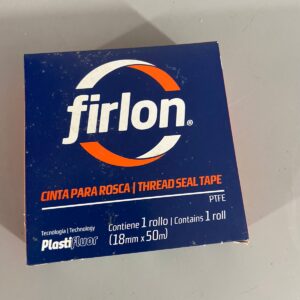 firlon®
CINTA PARA ROSCA | THREAD SEAL TAPE
PTFE
Tecnología | Technology
Plastifluor
Contiene 1 rollo | Contains 1 roll
(18mm x 50m)